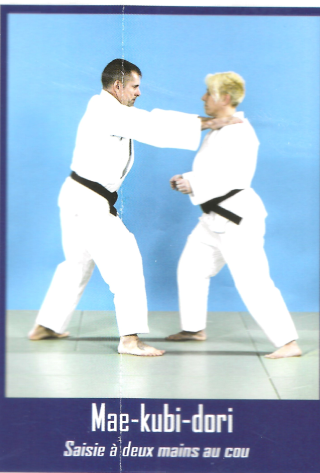 Mae-kubi-dori
Saisie à deux mains au cou